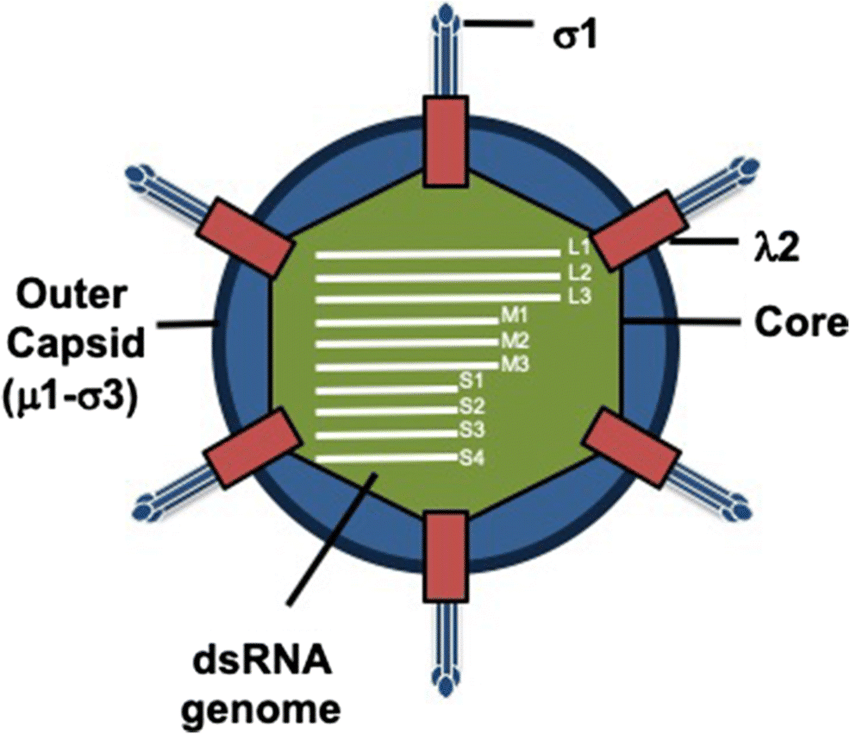 σ1
λ2
Core
Outer
Capsid
(μ1-σ3)
L1
L2
L3
M1
M2
M3
S1
S2
S3
S4
dsRNA
genome